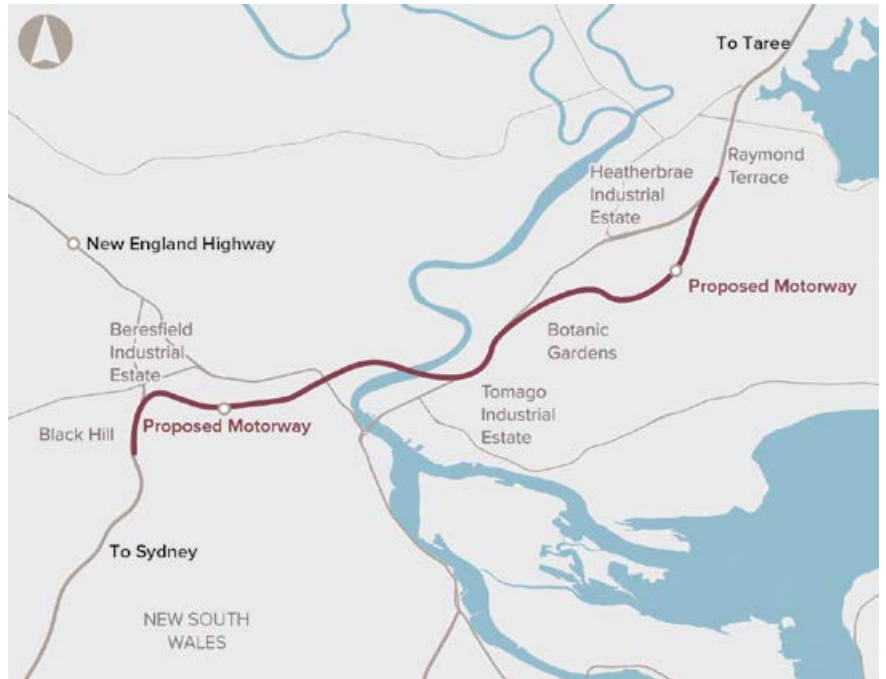 To Taree
Raymond
Terrace
Heatherbrae
Industrial
Estate
New England Highway
Proposed Motorway
Beresfield
Industrial
Estate
Botanic
Gardens
Tomago
Industrial
Estate
Black Hill
Proposed Motorway
To Sydney
NEW SOUTH
WALES